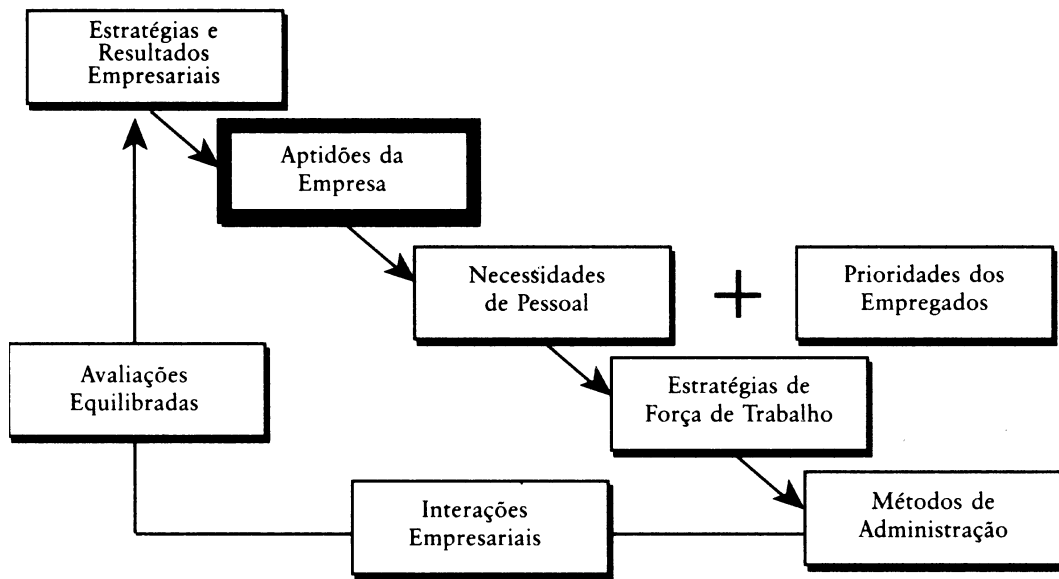 Estratégias e
Resultados
Empresariais
Aptidões da
Empresa
Necessidades
de Pessoal
+
Prioridades dos
Empregados
Avaliações
Equilibradas
Estratégias de
Força de Trabalho
Interações
Empresariais
Métodos de
Administração